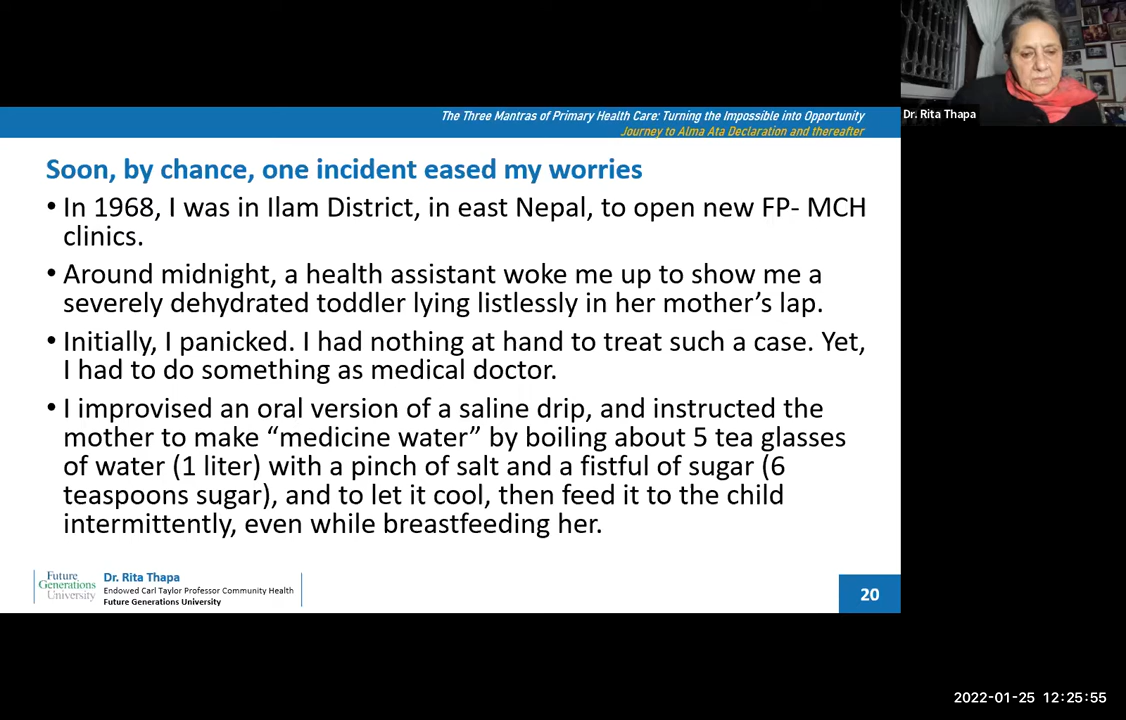 Dr. Rita Thapa
The Three Mantras of Primary Health Care: Turning the Impossible into Opportunity
Journey to Alma Ata Declaration and thereafter
Soon, by chance, one incident eased my worries
• In 1968, I was in Ilam District, in east Nepal, to open new FP- MCH
clinics.
• Around midnight, a health assistant woke me up to show me a
severely dehydrated toddler lying listlessly in her mother’s lap.
• Initially, I panicked. I had nothing at hand to treat such a case. Yet,
I had to do something as medical doctor.
• I improvised an oral version of a saline drip, and instructed the
mother to make “medicine water” by boiling about 5 tea glasses
of water (1 liter) with a pinch of salt and a fistful of sugar (6
teaspoons sugar), and to let it cool, then feed it to the child
intermittently, even while breastfeeding her.
Future
Generations
University
Dr. Rita Thapa
Endowed Carl Taylor Professor Community Health
Future Generations University
20
2022-01-25 12:25:55